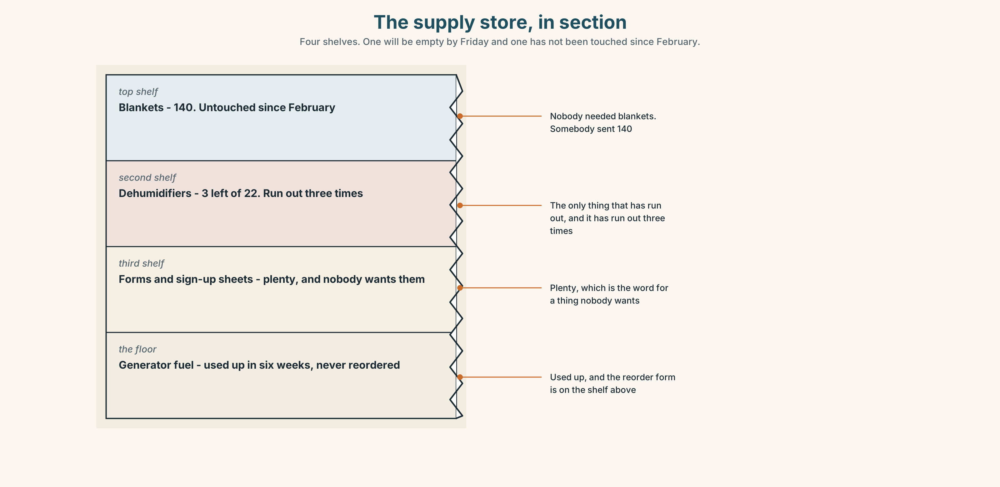 The supply store, in section
Four shelves. One will be empty by Friday and one has not been touched since February.
top shelf
Blankets - 140. Untouched since February
Nobody needed blankets.
Somebody sent 140
second shelf
Dehumidifiers - 3 left of 22. Run out three times
The only thing that has run
out, and it has run out three
times
third shelf
Forms and sign-up sheets - plenty, and nobody wants them
Plenty, which is the word for
a thing nobody wants
the floor
Generator fuel - used up in six weeks, never reordered
Used up, and the reorder form
is on the shelf above